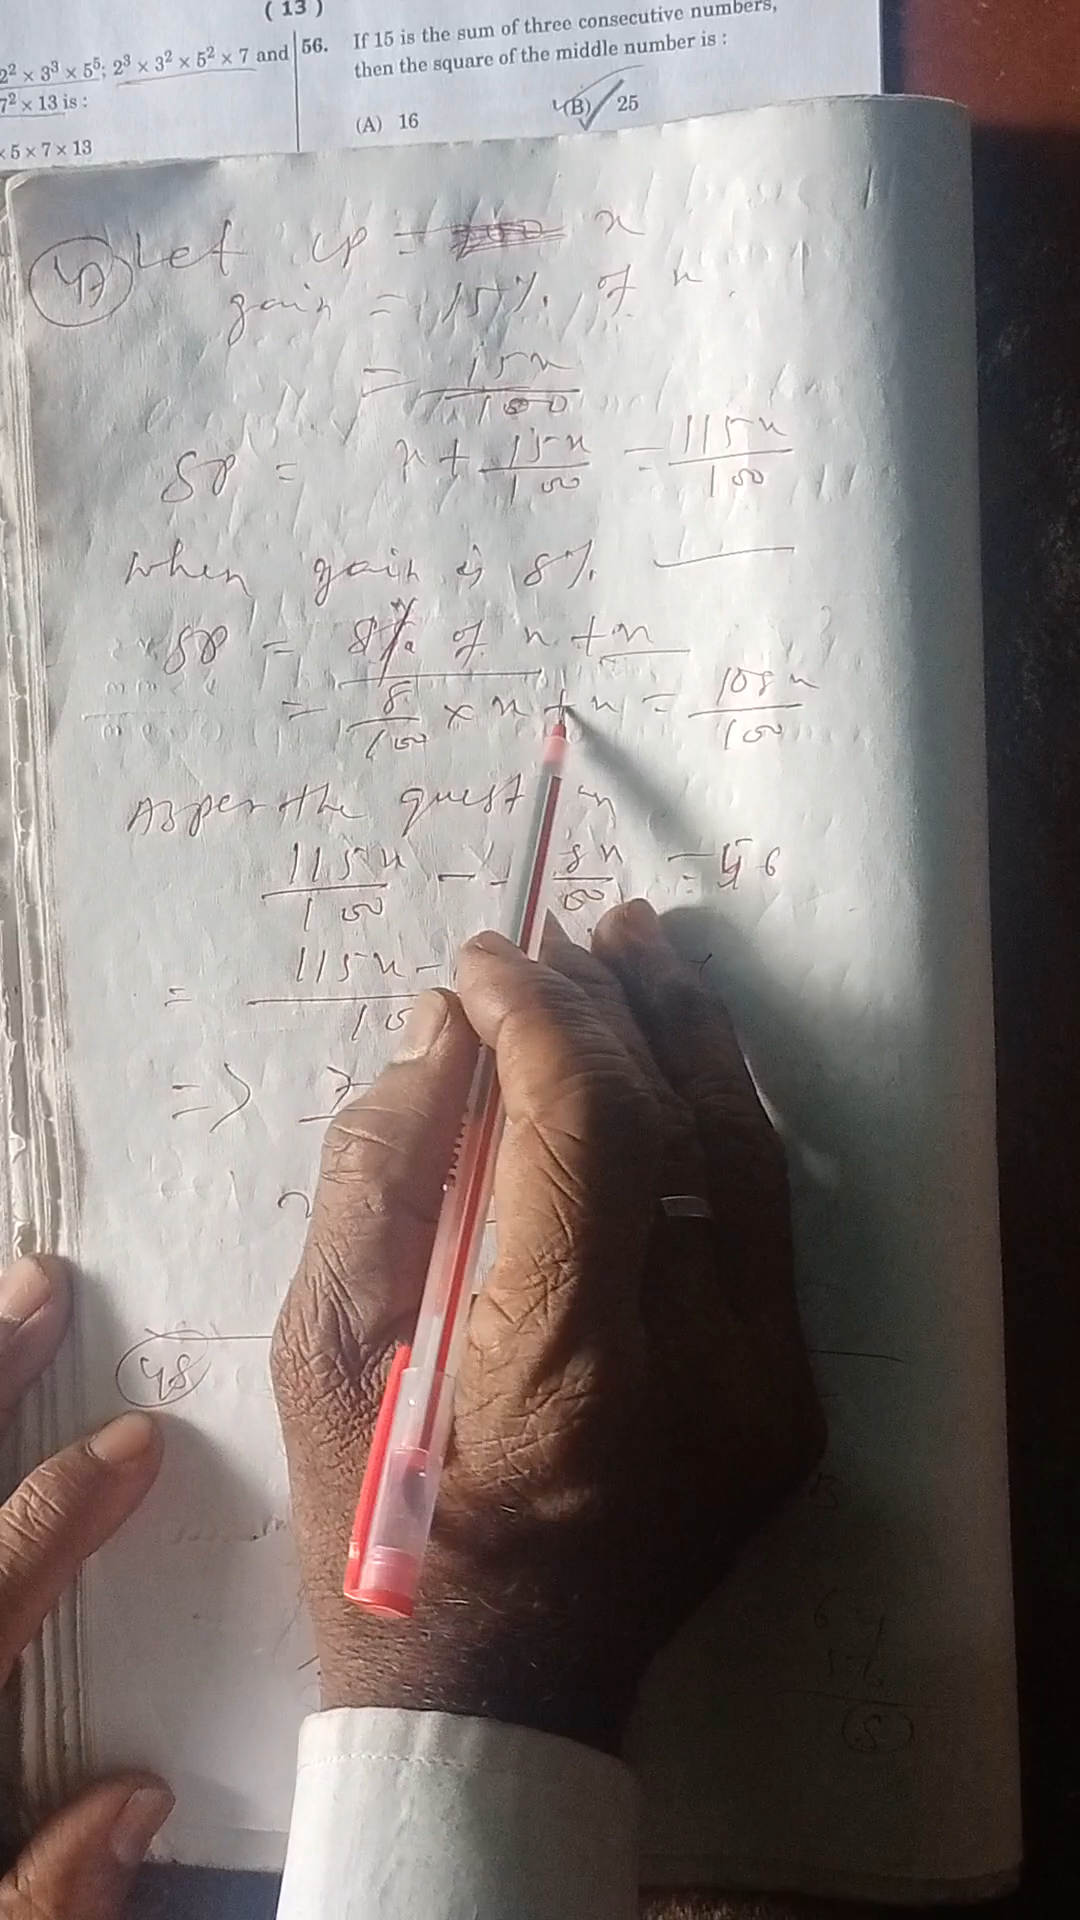 ( 13 )
2² × 3³ × 5⁵; 2³ × 3² × 5² × 7 and
7² × 13 is :
× 5 × 7 × 13
56. If 15 is the sum of three consecutive numbers,
then the square of the middle number is :
(A) 16 (B) 25
47 Let CP = x
gain = 15% of x.
= 15x/100
SP = x + 15x/100 = 115x/100
When gain is 8%
SP = 8% of x + x
= 8/100 × x + x = 108x/100
As per the question
115x/100 - 8x/100 = 56
= 115x -
=>
48